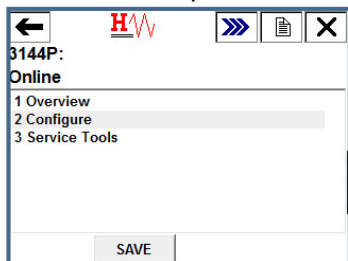 H
3144P:
Online
1 Overview
2 Configure
3 Service Tools
SAVE